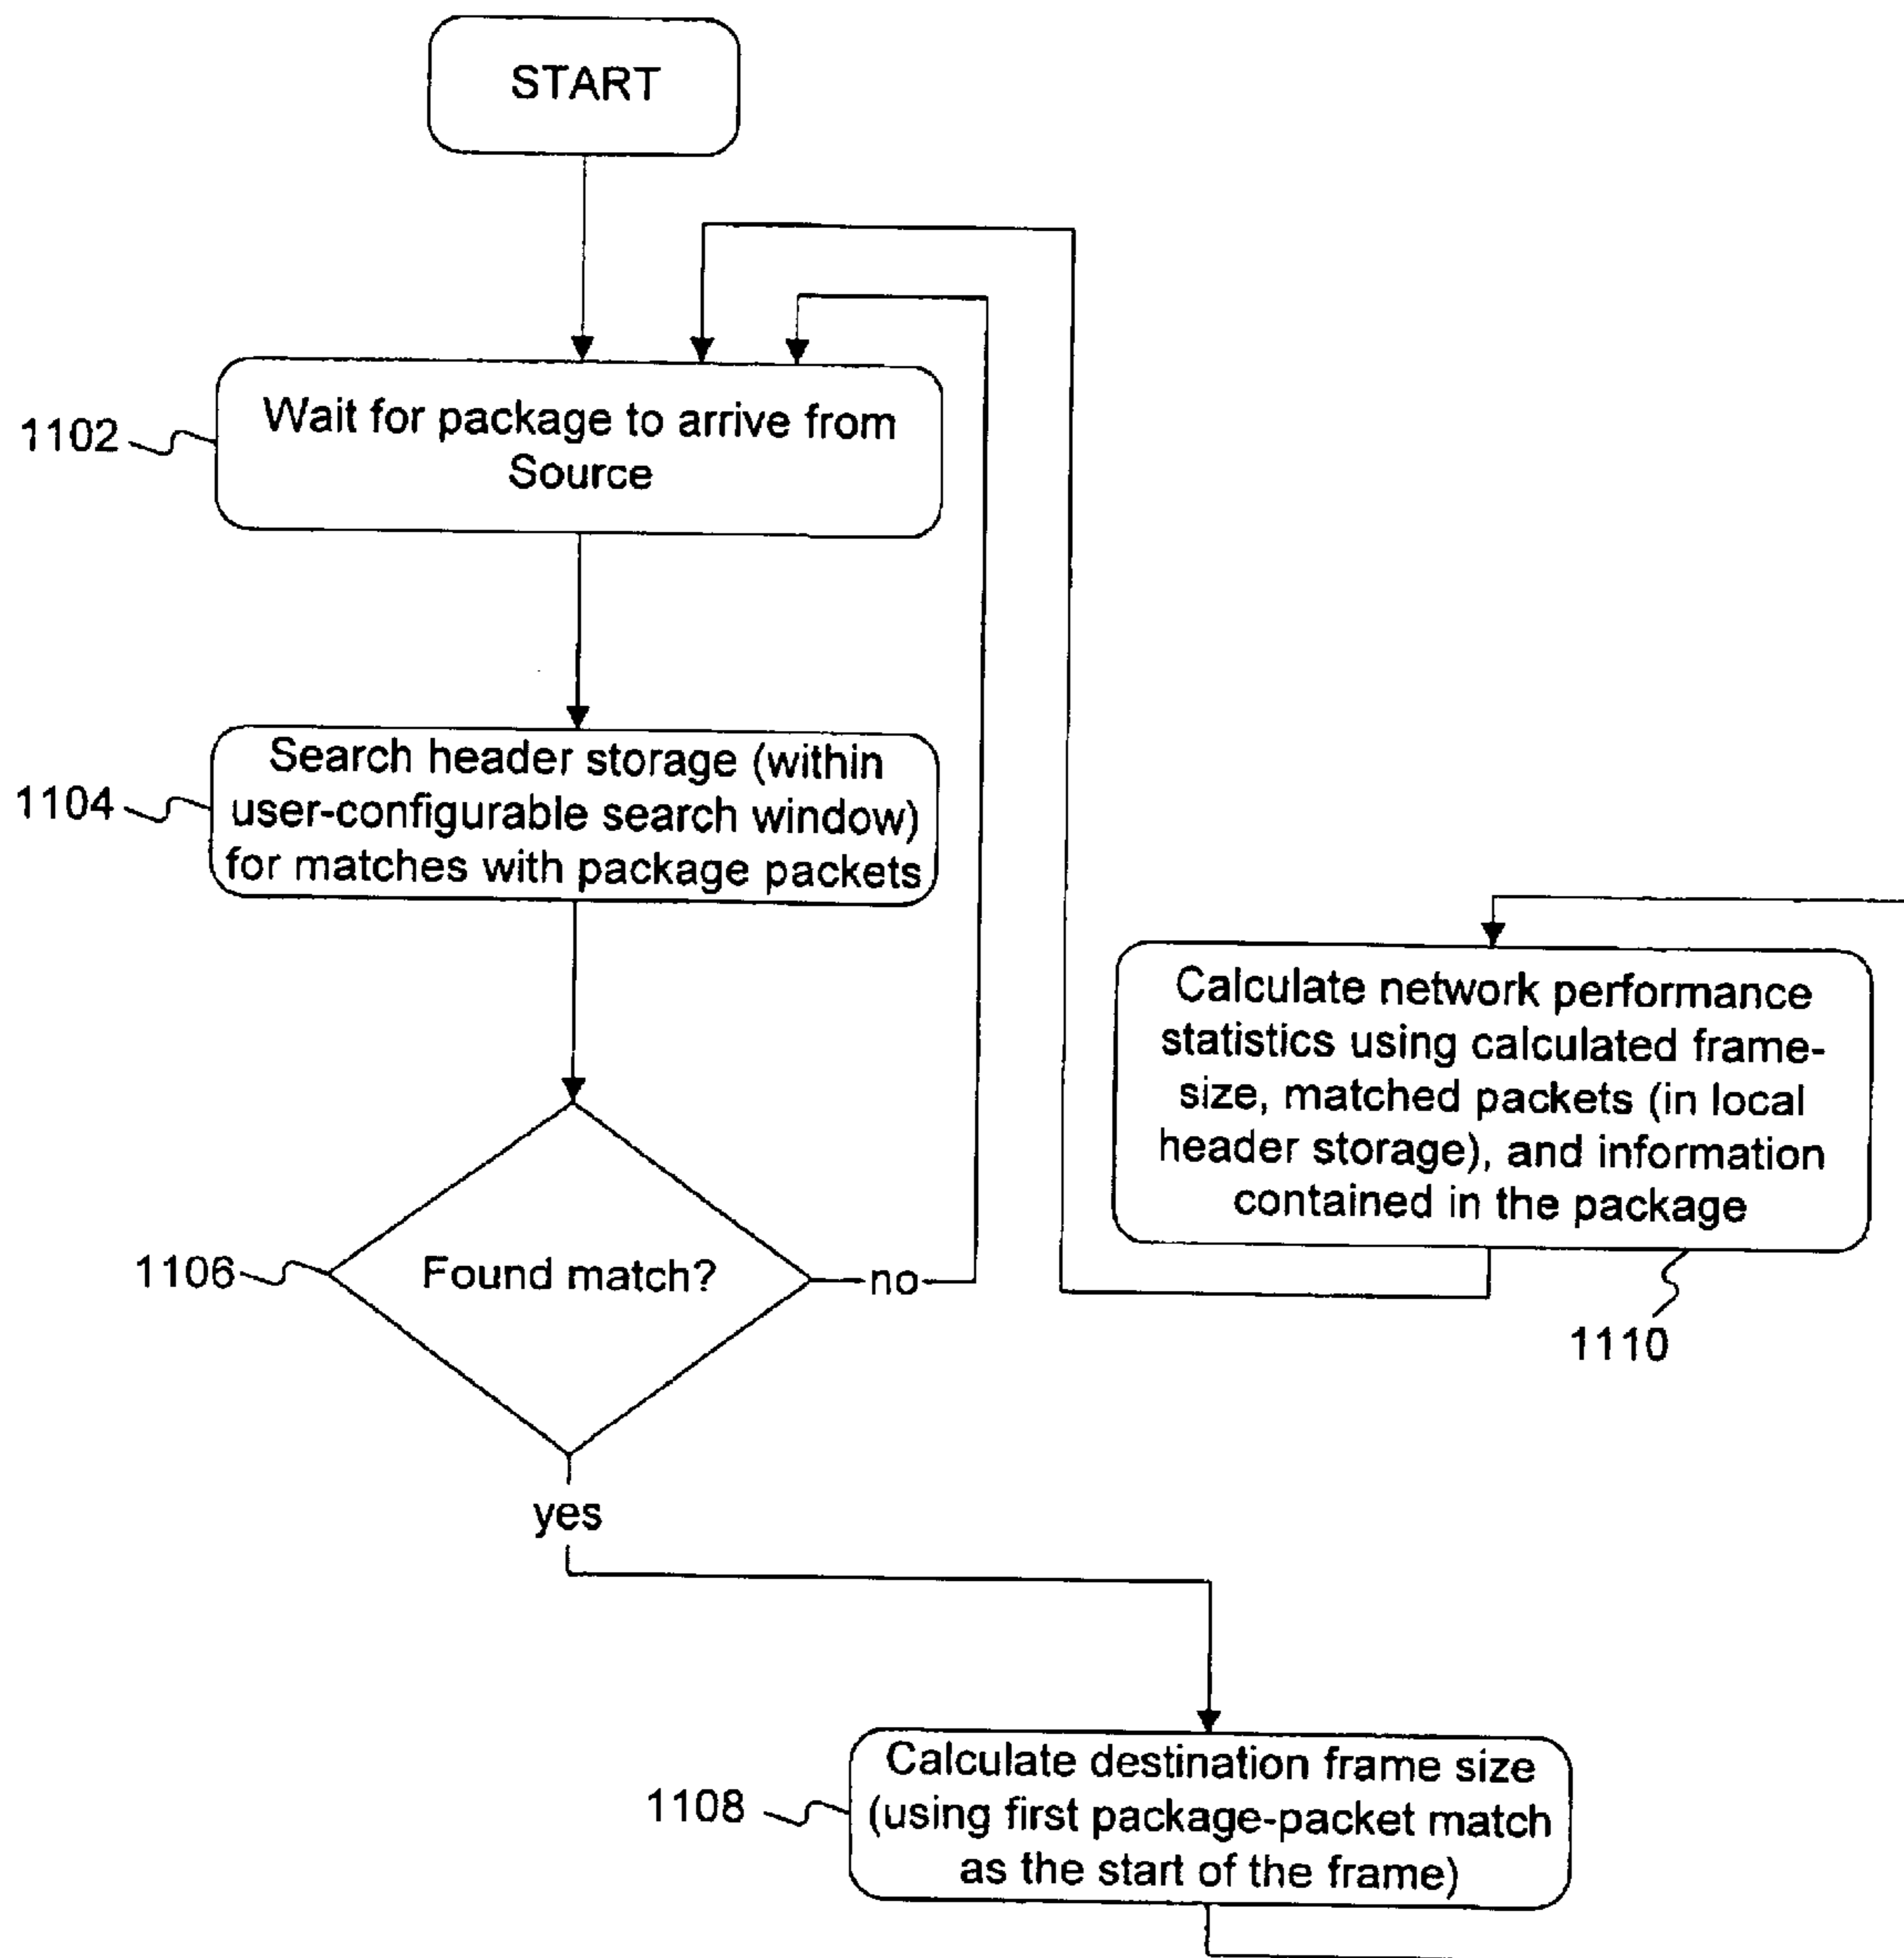 START
1102
Wait for package to arrive from
Source
1104
Search header storage (within
user-configurable search window)
for matches with package packets
1106
Found match?
no
yes
1108
Calculate destination frame size
(using first package-packet match
as the start of the frame)
Calculate network performance
statistics using calculated frame-
size, matched packets (in local
header storage), and information
contained in the package
1110